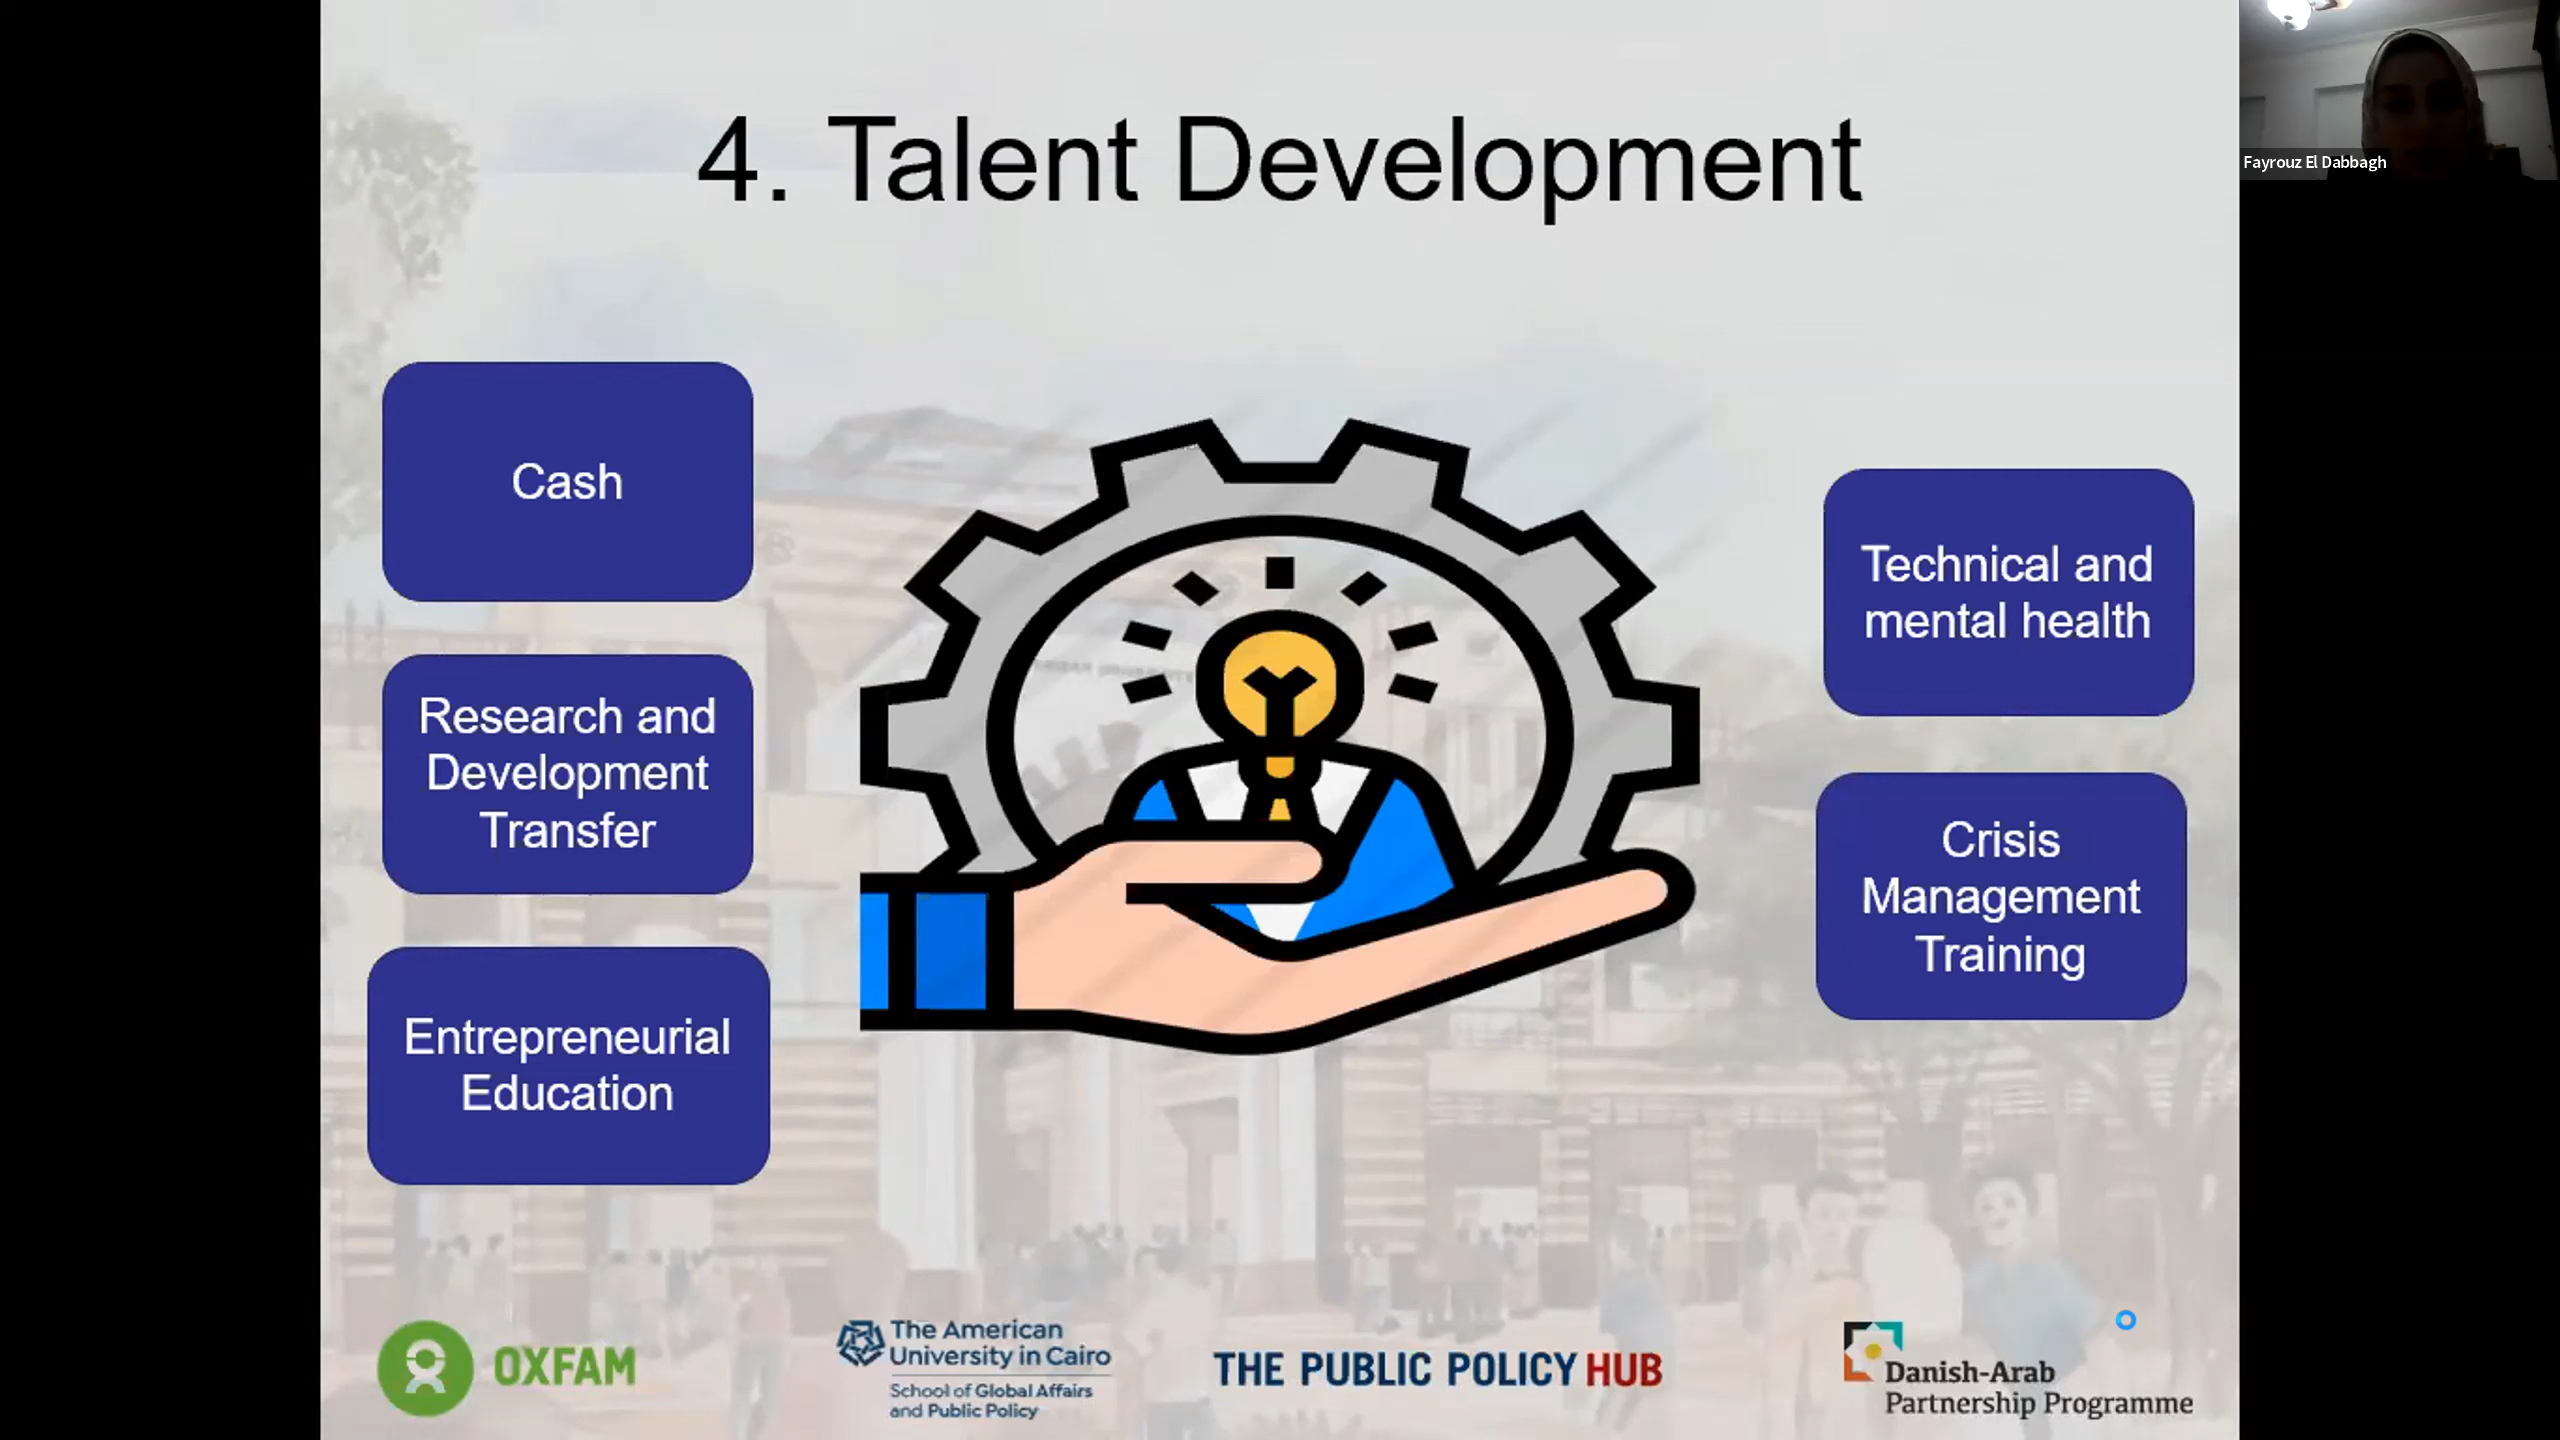 4. Talent Development
Fayrouz El Dabbagh
Cash
Research and
Development
Transfer
Entrepreneurial
Education
Technical and
mental health
Crisis
Management
Training
OXFAM
The American
University in Cairo
School of Global Affairs
and Public Policy
THE PUBLIC POLICY HUB
Danish-Arab
Partnership Programme